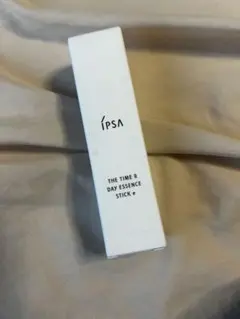 IPSA
THE TIME R
DAY ESSENCE
STICK e